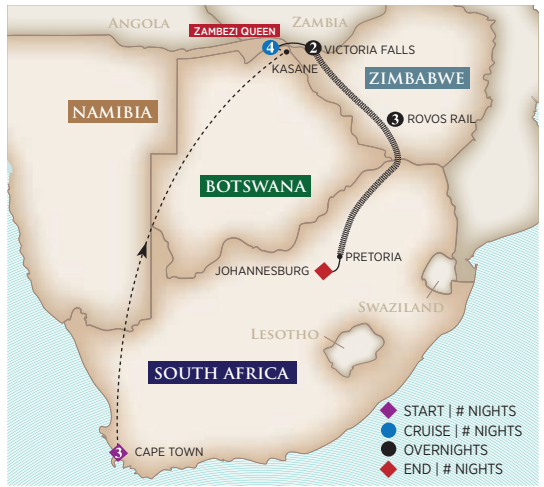 ANGOLA
ZAMBIA
ZAMBEZI QUEEN
4
2
VICTORIA FALLS
KASANE
ZIMBABWE
NAMIBIA
3
ROVOS RAIL
BOTSWANA
PRETORIA
JOHANNESBURG
SWAZILAND
LESOTHO
SOUTH AFRICA
3
CAPE TOWN
START | # NIGHTS
CRUISE | # NIGHTS
OVERNIGHTS
END | # NIGHTS